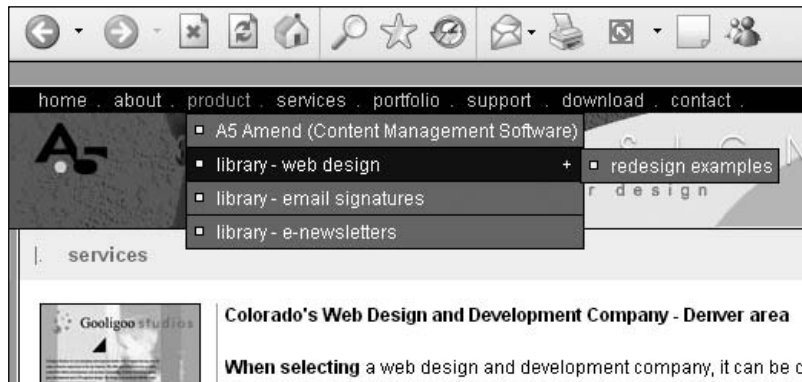 home . about . product . services . portfolio . support . download . contact .
A5 Amend (Content Management Software)
library - web design +
redesign examples
library - email signatures
library - e-newsletters
A5
S I G N
r design
|. services
Gooligoo studios
Colorado's Web Design and Development Company - Denver area
When selecting a web design and development company, it can be